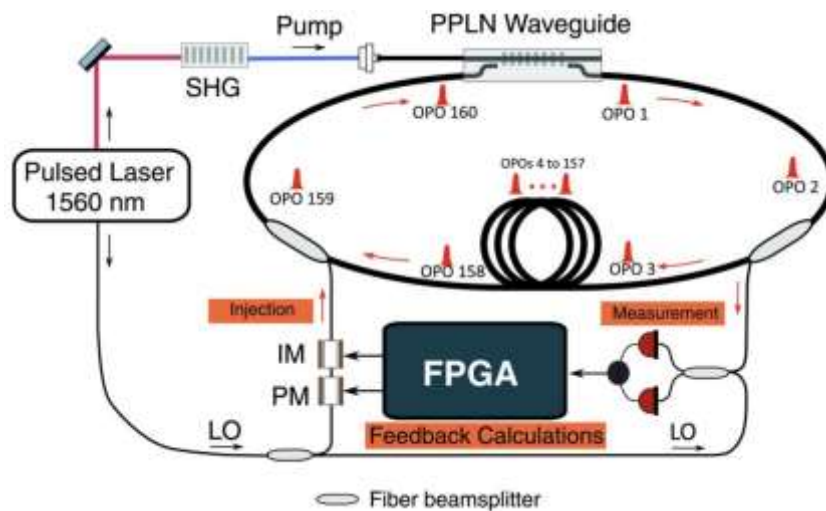 Pump
PPLN Waveguide
SHG
OPO 160
OPO 1
Pulsed Laser
1560 nm
OPO 159
OPOs 4 to 157
OPO 2
OPO 158
OPO 3
Injection
Measurement
IM
PM
FPGA
LO
Feedback Calculations
LO
Fiber beamsplitter